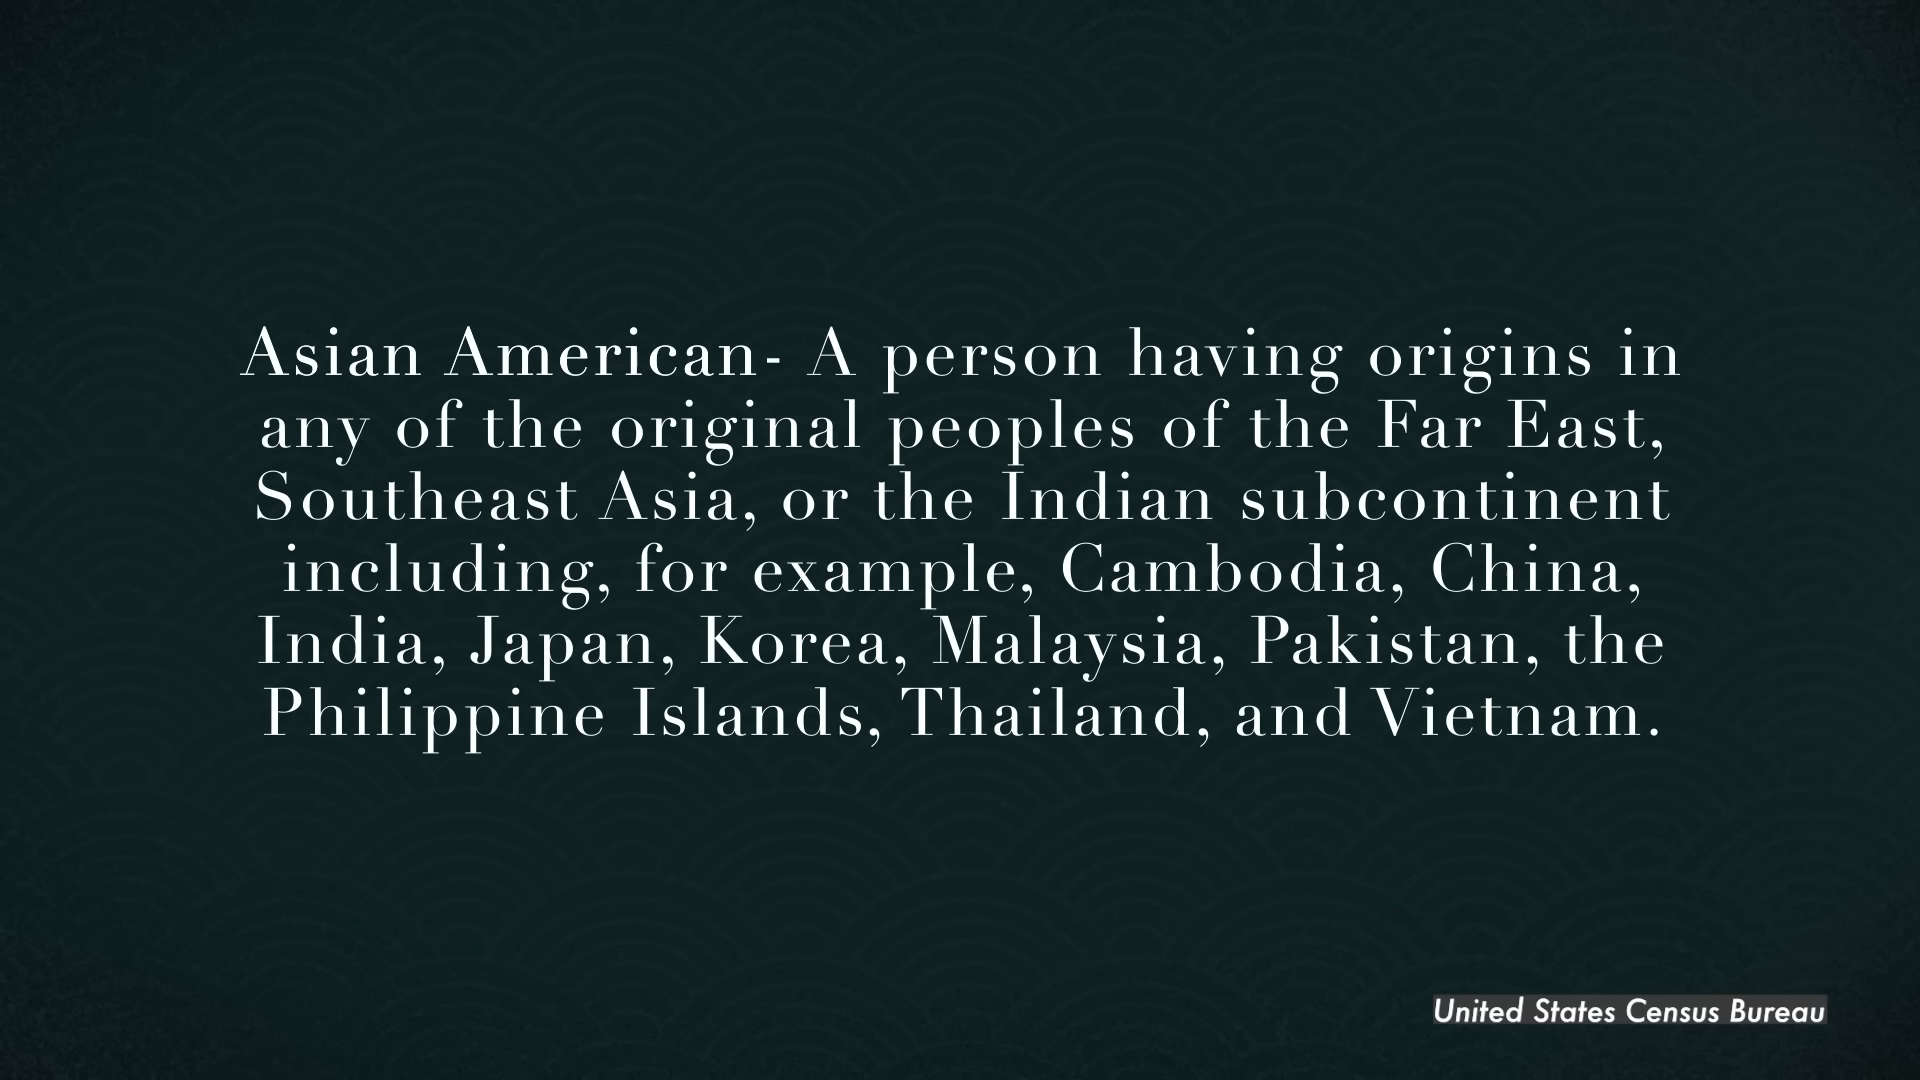 Asian American- A person having origins in
any of the original peoples of the Far East,
Southeast Asia, or the Indian subcontinent
including, for example, Cambodia, China,
India, Japan, Korea, Malaysia, Pakistan, the
Philippine Islands, Thailand, and Vietnam.
United States Census Bureau